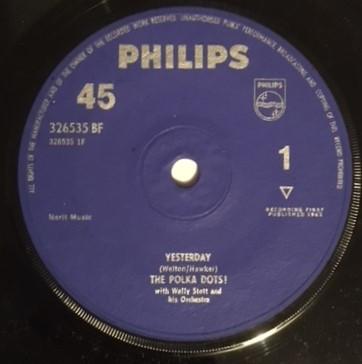 ALL RIGHTS OF THE MANUFACTURER AND OF THE OWNER OF THE RECORDED WORK RESERVED UNAUTHORISED PUBLIC PERFORMANCE BROADCASTING AND COPYING OF THIS RECORD PROHIBITED
PHILIPS
45
PHILIPS
326535 BF
326535 1F
1
RECORDING FIRST
PUBLISHED 1962
Norit Music
YESTERDAY
(Welton/Hawker)
THE POLKA DOTS!
with Wally Stott and
his Orchestra